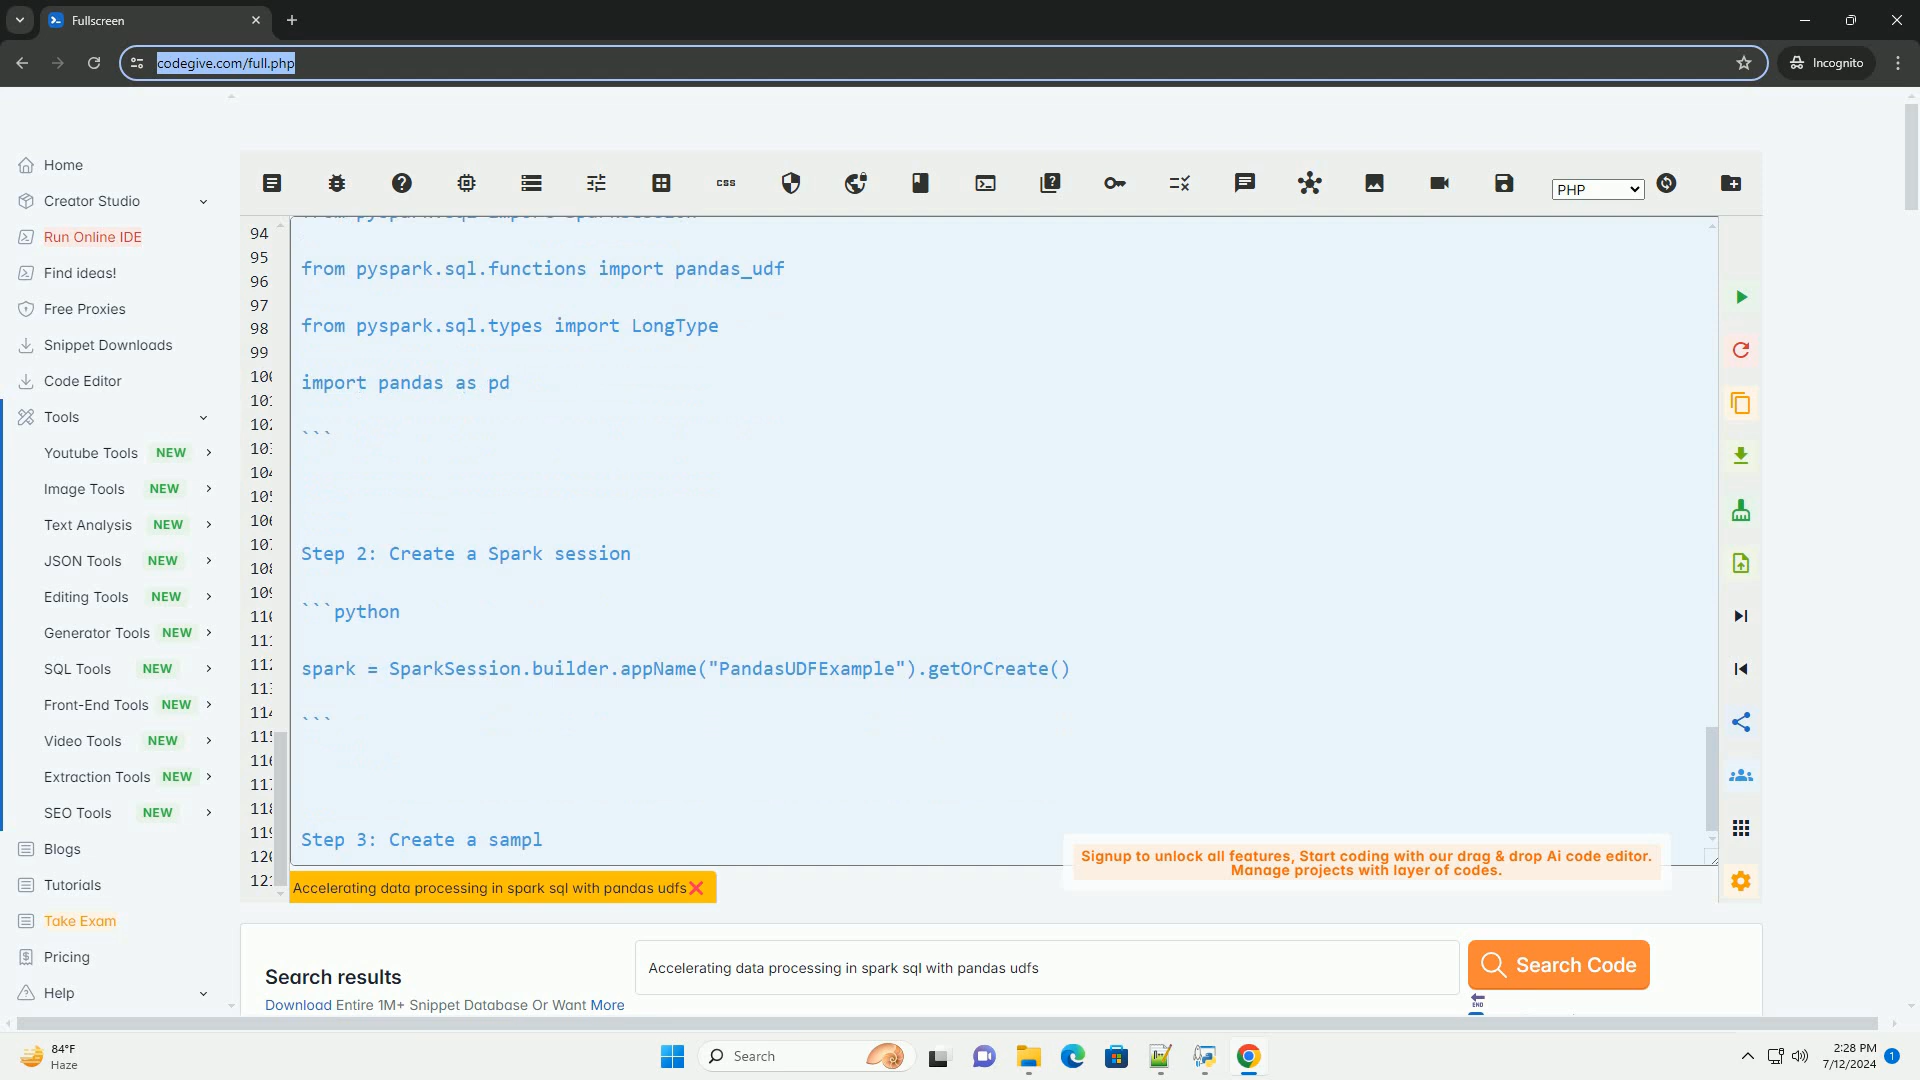 Fullscreen
codegive.com/full.php
Incognito
Home
Creator Studio
Run Online IDE
Find ideas!
Free Proxies
Snippet Downloads
Code Editor
Tools
Youtube Tools NEW
Image Tools NEW
Text Analysis NEW
JSON Tools NEW
Editing Tools NEW
Generator Tools NEW
SQL Tools NEW
Front-End Tools NEW
Video Tools NEW
Extraction Tools NEW
SEO Tools NEW
Blogs
Tutorials
Take Exam
Pricing
Help
css
PHP
94
95
96
97
98
99
from pyspark.sql import SparkSession
from pyspark.sql.functions import pandas_udf
from pyspark.sql.types import LongType
import pandas as pd
```
Step 2: Create a Spark session
```python
spark = SparkSession.builder.appName("PandasUDFExample").getOrCreate()
```
Step 3: Create a sampl
Signup to unlock all features, Start coding with our drag & drop Ai code editor.
Manage projects with layer of codes.
Accelerating data processing in spark sql with pandas udfs
Search results
Download Entire 1M+ Snippet Database Or Want More
Accelerating data processing in spark sql with pandas udfs
Search Code
END
84°F
Haze
Search
2:28 PM
7/12/2024
1